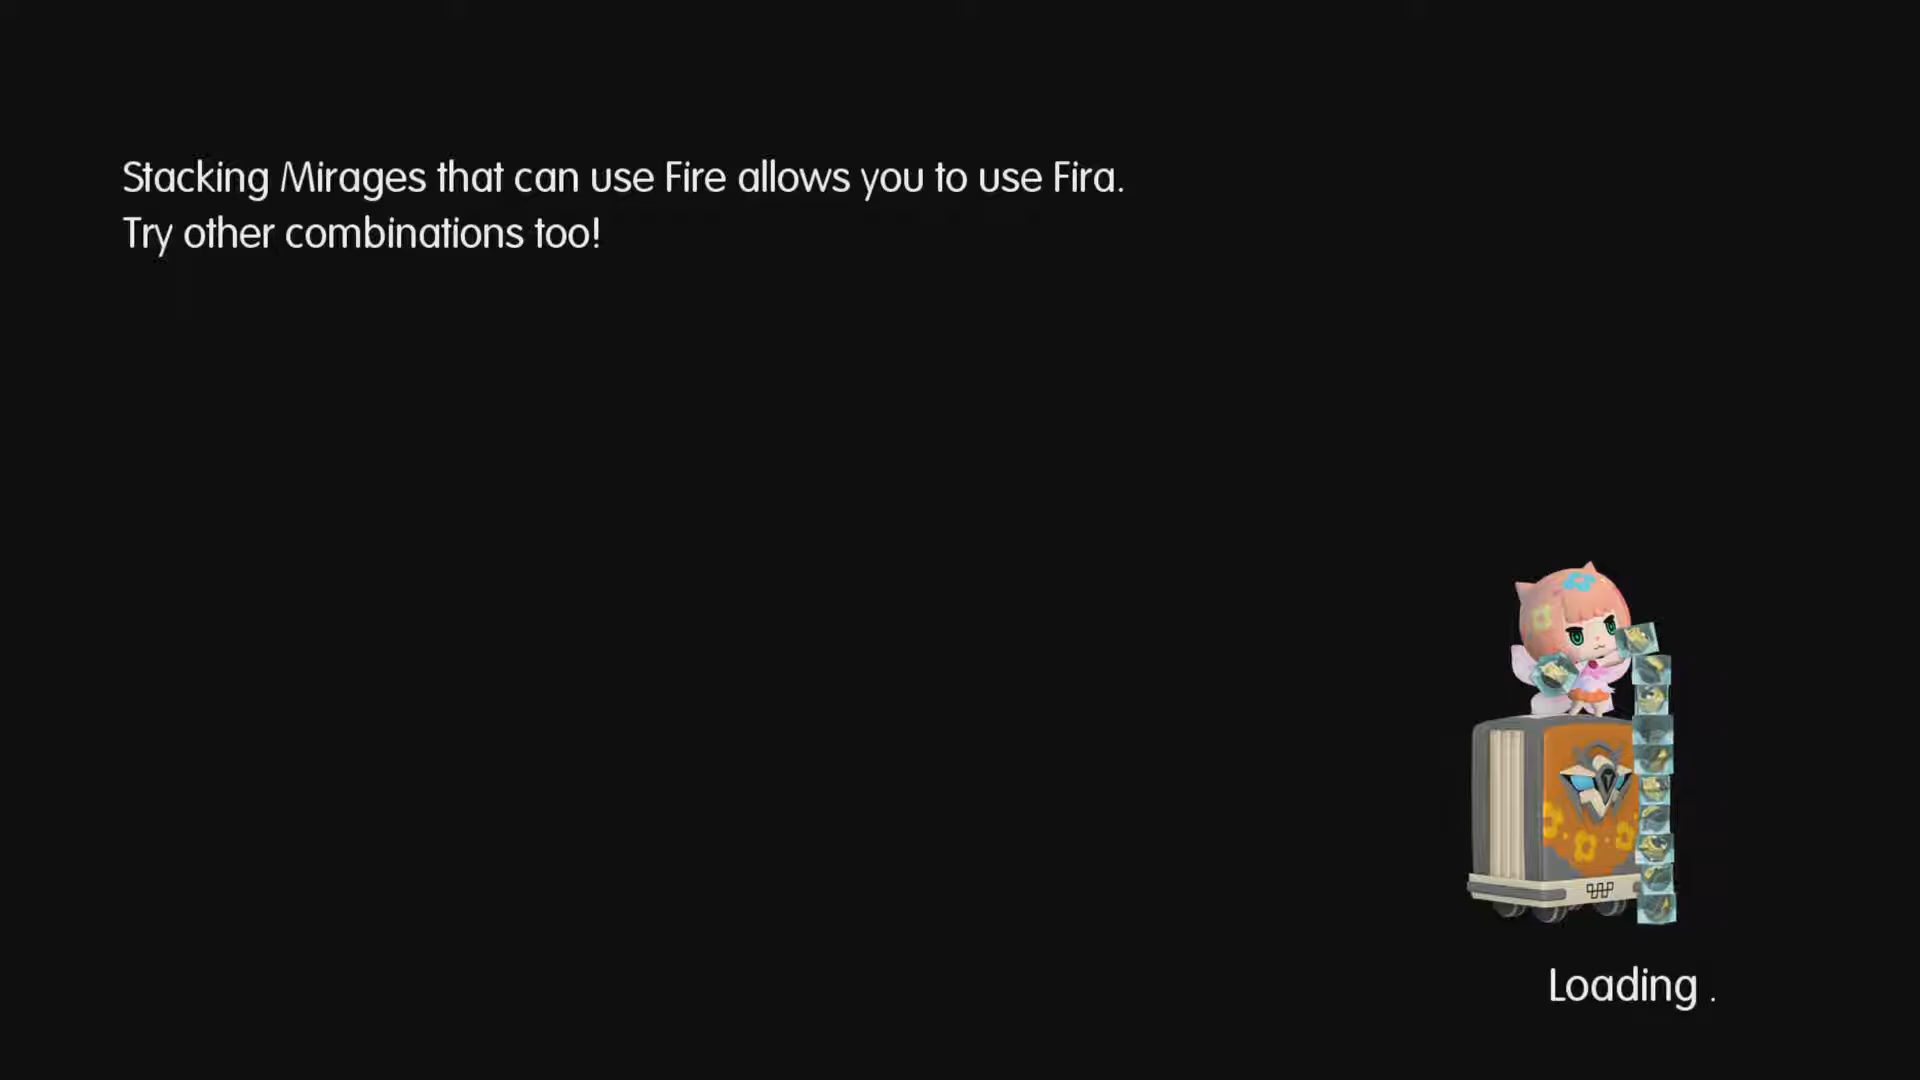 Stacking Mirages that can use Fire allows you to use Fira.
Try other combinations too!
Loading .